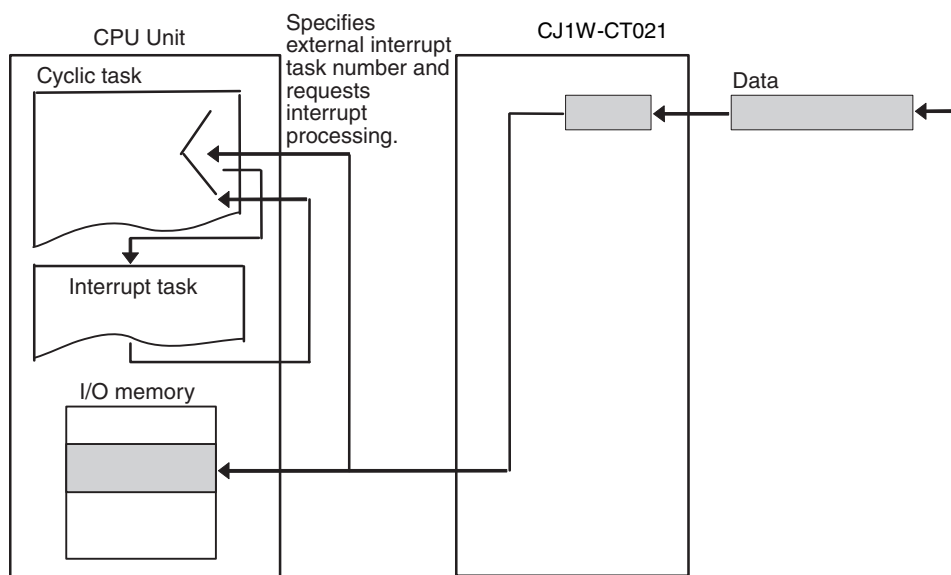 CPU Unit
Cyclic task
Specifies
external interrupt
task number and
requests
interrupt
processing.
CJ1W-CT021
Data
Interrupt task
I/O memory